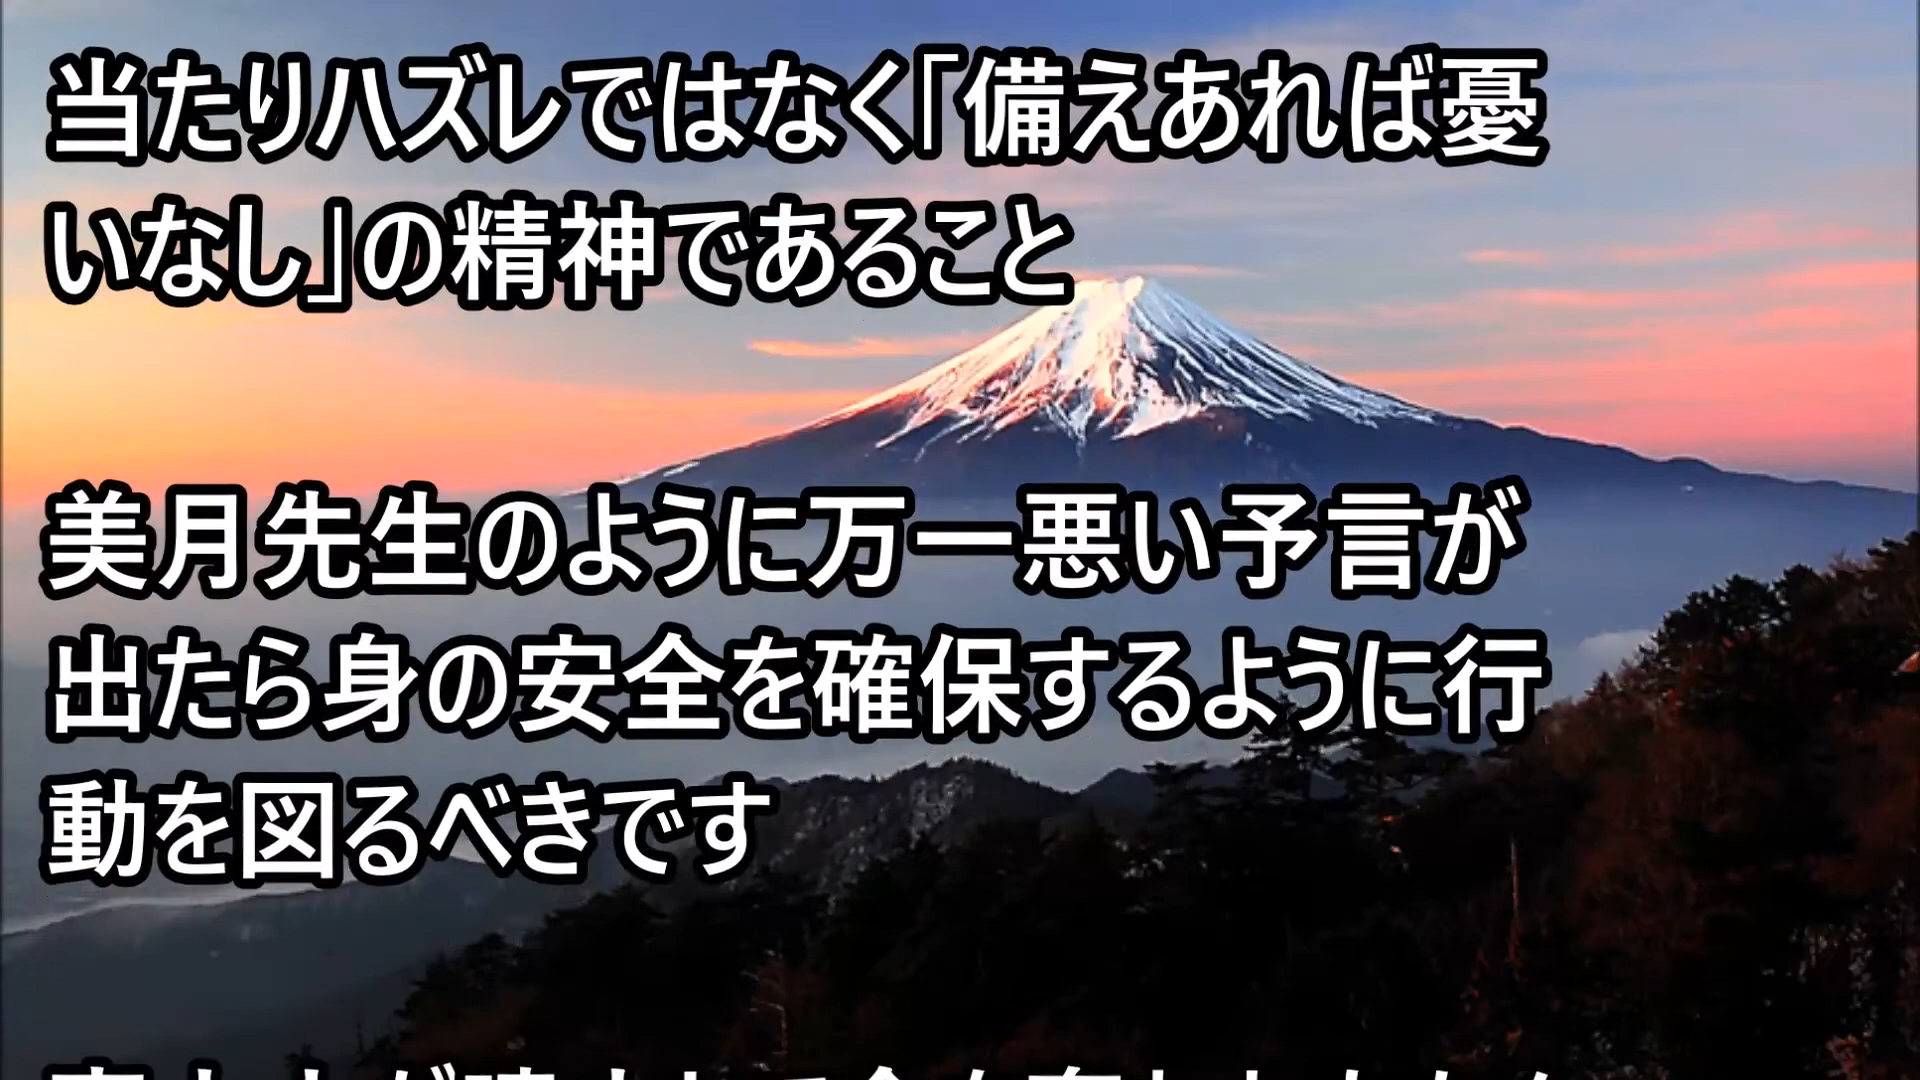 当たりハズレではなく「備えあれば憂
いなし」の精神であること
美月先生のように万一悪い予言が
出たら身の安全を確保するように行
動を図るべきです